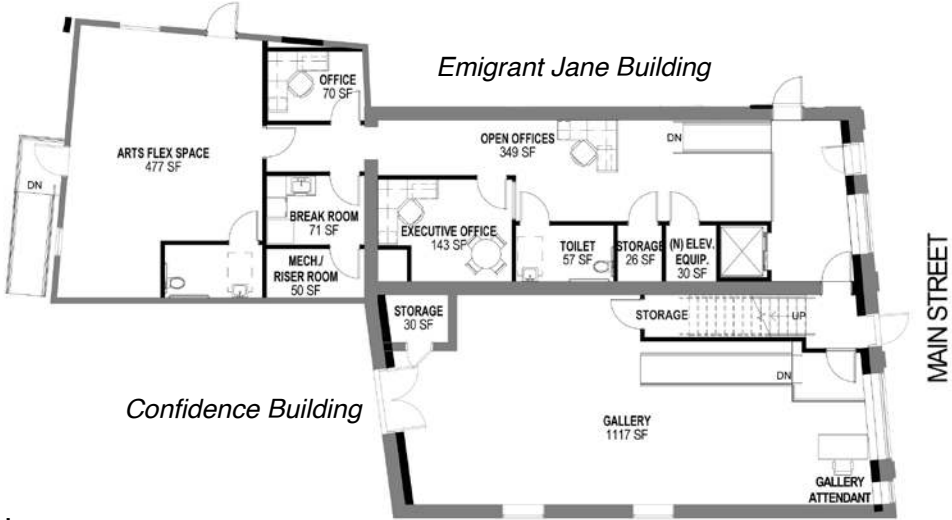 Emigrant Jane Building
OFFICE
70 SF
OPEN OFFICES
349 SF
DN
ARTS FLEX SPACE
477 SF
DN
BREAK ROOM
71 SF
EXECUTIVE OFFICE
143 SF
TOILET
57 SF
STORAGE
26 SF
(N) ELEV.
EQUIP.
30 SF
MECH./
RISER ROOM
50 SF
STORAGE
30 SF
STORAGE
UP
MAIN STREET
DN
Confidence Building
GALLERY
1117 SF
GALLERY
ATTENDANT